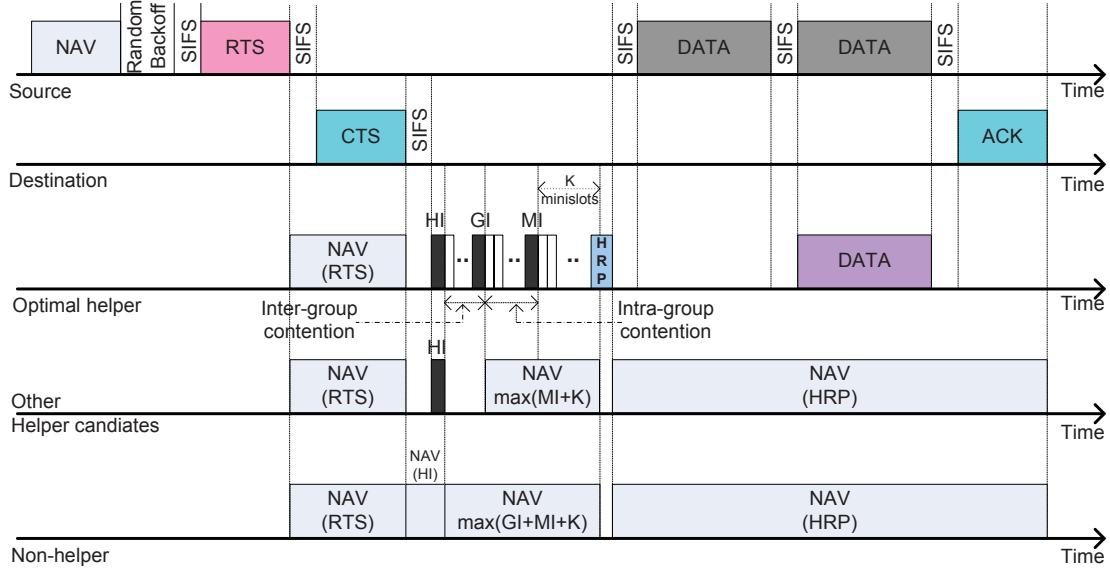 NAV
Random
Backoff
SIFS
RTS
SIFS
SIFS
DATA
SIFS
DATA
SIFS
Source
Time
CTS
SIFS
ACK
Destination
Time
K
minislots
HI
GI
MI
NAV
(RTS)
..
..
..
H
R
P
DATA
Optimal helper
Time
Inter-group
contention
Intra-group
contention
HI
NAV
(RTS)
NAV
max(MI+K)
NAV
(HRP)
Other
Helper candiates
Time
NAV
(HI)
NAV
(RTS)
NAV
max(GI+MI+K)
NAV
(HRP)
Non-helper
Time